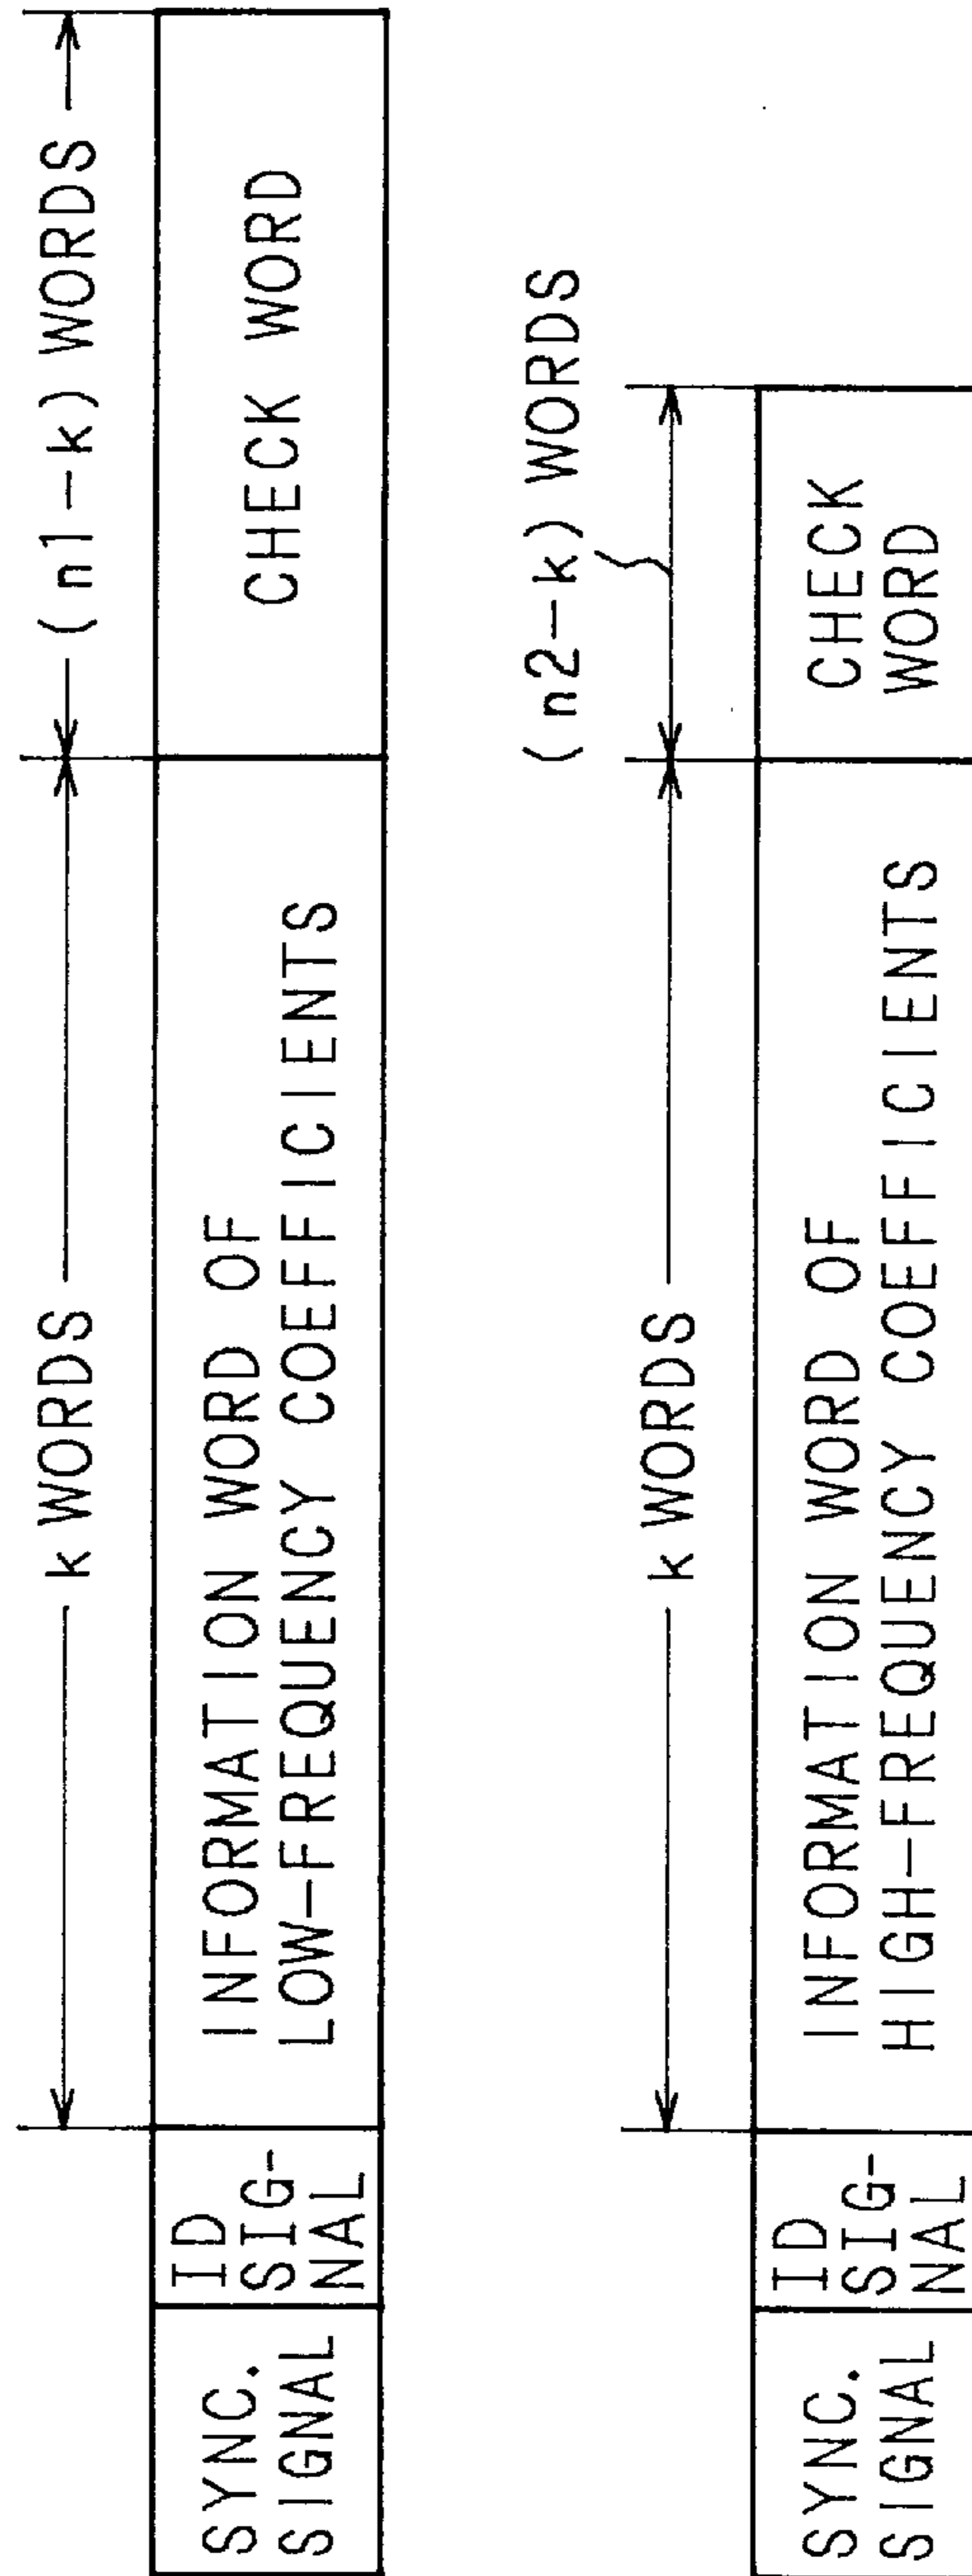 k WORDS
(n1-k) WORDS
SYNC.
SIGNAL
ID
SIG-
NAL
INFORMATION WORD OF
LOW-FREQUENCY COEFFICIENTS
CHECK WORD
k WORDS
(n2-k) WORDS
SYNC.
SIGNAL
ID
SIG-
NAL
INFORMATION WORD OF
HIGH-FREQUENCY COEFFICIENTS
CHECK
WORD